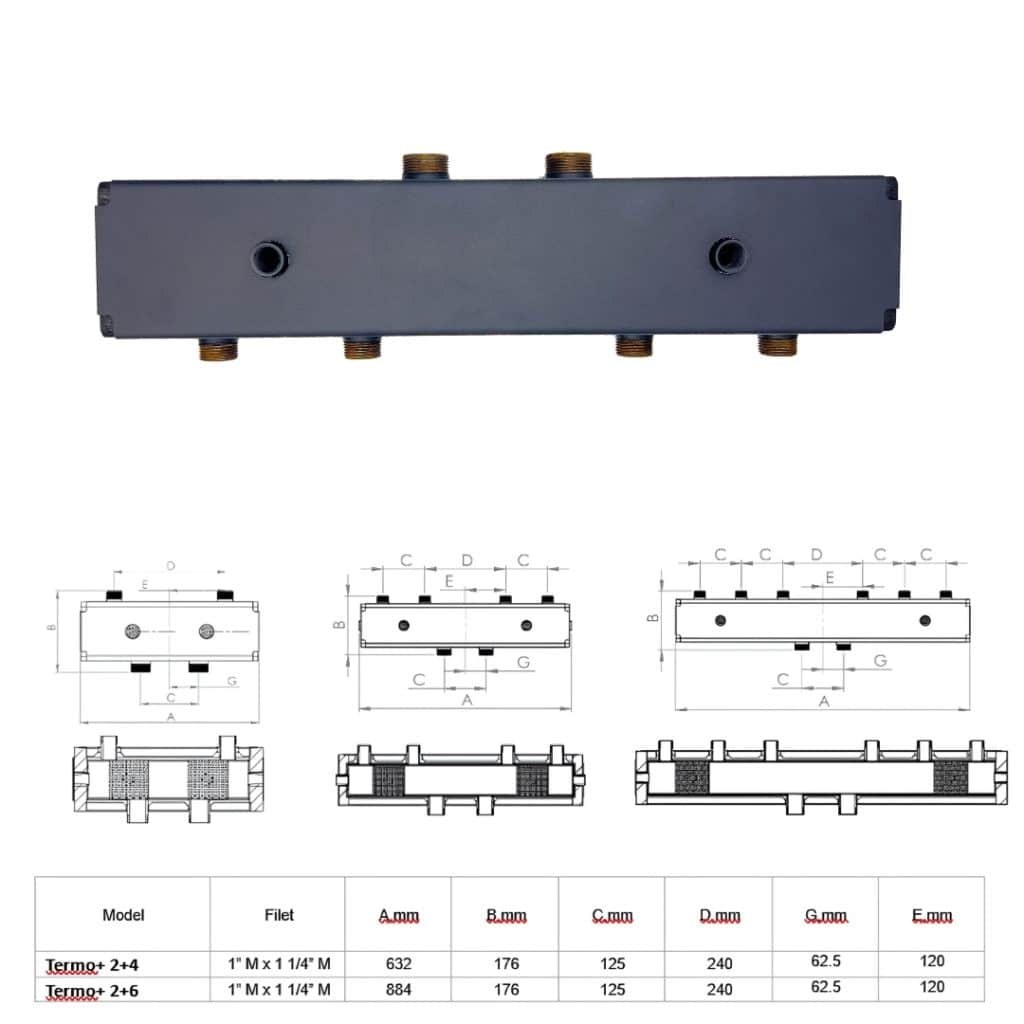 D
E
B
G
C
A
C D C
E
B
G
C
A
C C D C C
E
B
G
C
A
Model Filet A.mm B.mm C.mm D.mm G.mm E.mm
Termo+ 2+4 1" M x 1 1/4" M 632 176 125 240 62.5 120
Termo+ 2+6 1" M x 1 1/4" M 884 176 125 240 62.5 120